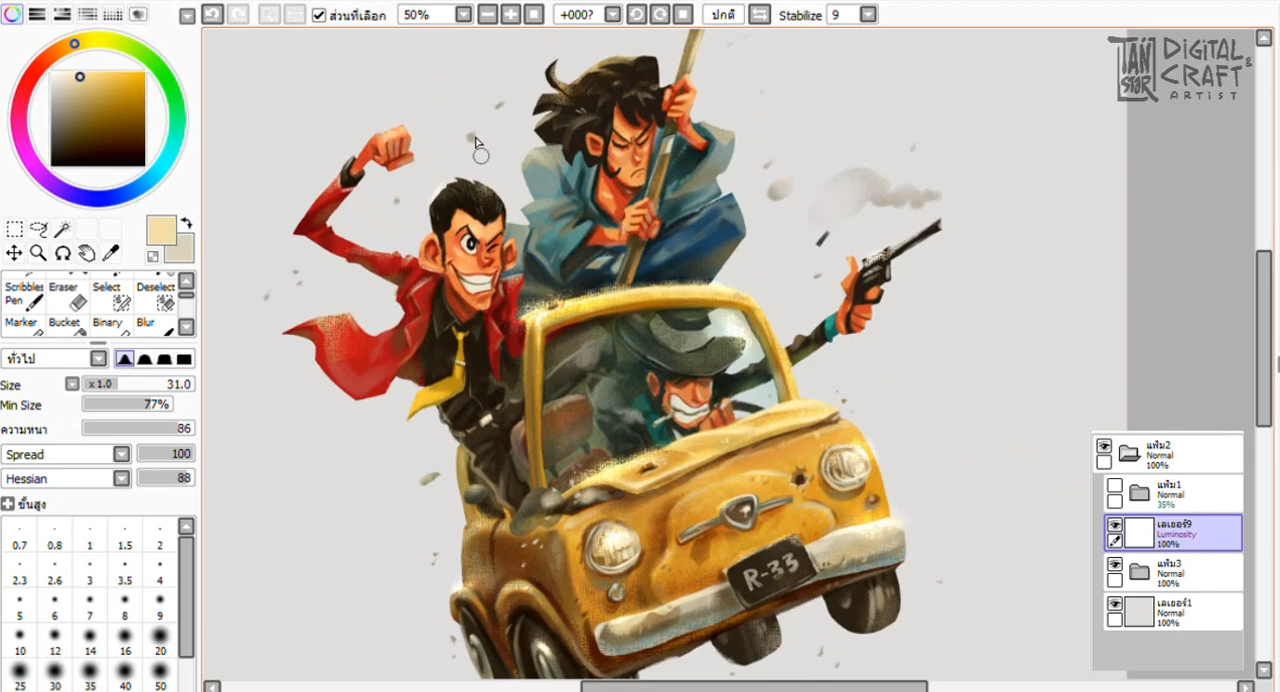 ส่วนที่เลือก
50%
+000?
ปกติ
Stabilize 9
TAN STAR
DIGITAL &
CRAFT
ARTIST
Scribbles Eraser Select Deselect
Pen
Marker Bucket Binary Blur
ทั่วไป
Size x 1.0 31.0
Min Size 77%
ความหนา 86
Spread 100
Hessian 88
ขั้นสูง
0.7 0.8 1 1.5 2
2.3 2.6 3 3.5 4
5 6 7 8 9
10 12 14 16 20
25 30 35 40 50
R-33
แฟ้ม2
Normal
100%
แฟ้ม1
Normal
35%
เลเยอร์9
Luminosity
100%
แฟ้ม3
Normal
100%
เลเยอร์1
Normal
100%